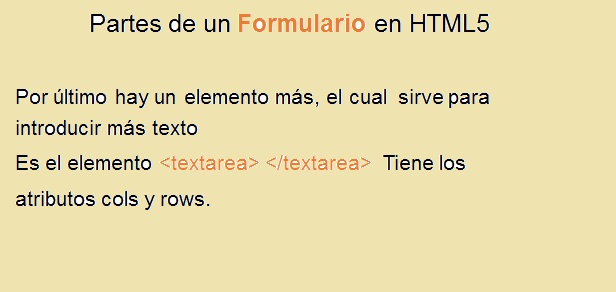 Partes de un Formulario en HTML5
Por último hay un elemento más, el cual sirve para
introducir más texto
Es el elemento <textarea> </textarea> Tiene los
atributos cols y rows.